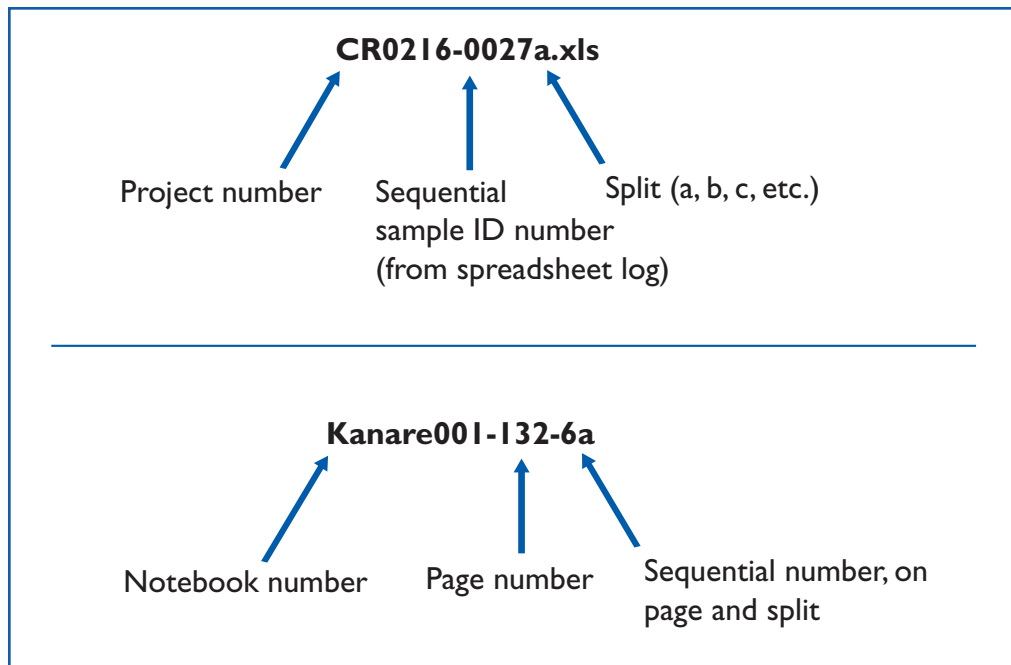 CR0216-0027a.xls
Project number
Sequential
sample ID number
(from spreadsheet log)
Split (a, b, c, etc.)
Kanare001-132-6a
Notebook number
Page number
Sequential number, on
page and split